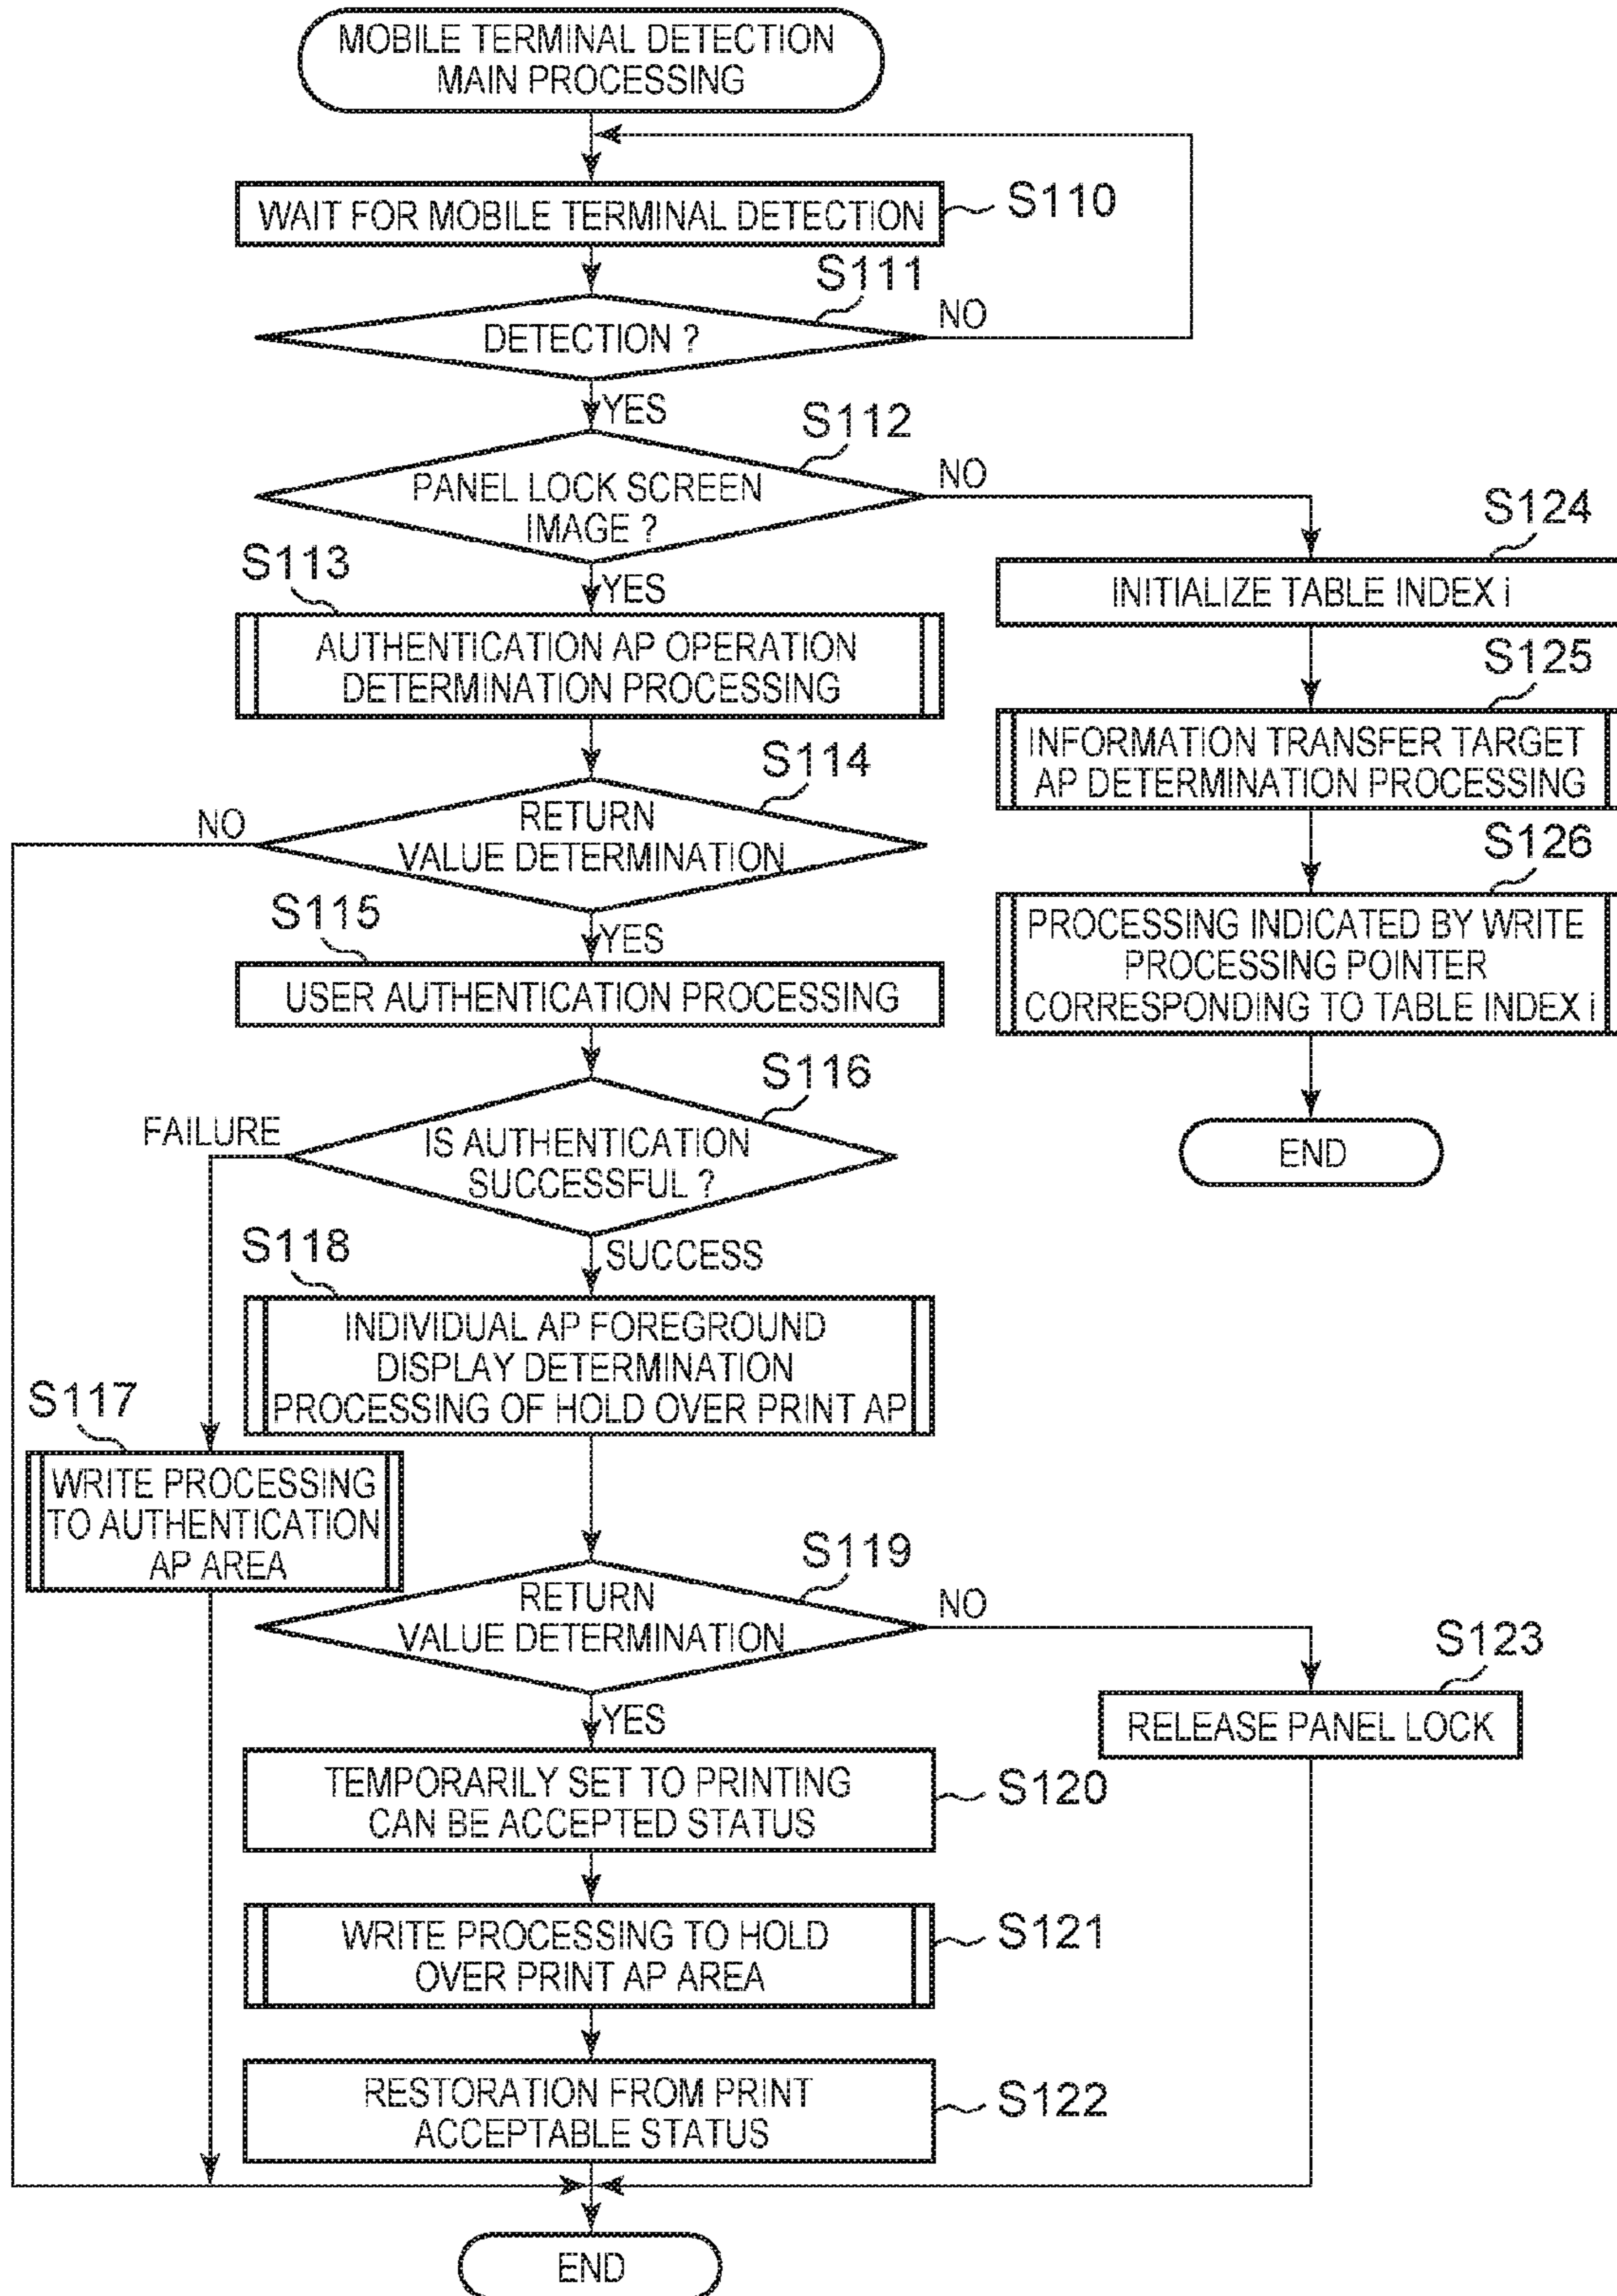 MOBILE TERMINAL DETECTION
MAIN PROCESSING
WAIT FOR MOBILE TERMINAL DETECTION
S110
S111
DETECTION ?
NO
YES
S112
PANEL LOCK SCREEN
IMAGE ?
NO
YES
S113
AUTHENTICATION AP OPERATION
DETERMINATION PROCESSING
S114
RETURN
VALUE DETERMINATION
NO
YES
S115
USER AUTHENTICATION PROCESSING
S116
IS AUTHENTICATION
SUCCESSFUL ?
FAILURE
SUCCESS
S117
WRITE PROCESSING
TO AUTHENTICATION
AP AREA
S118
INDIVIDUAL AP FOREGROUND
DISPLAY DETERMINATION
PROCESSING OF HOLD OVER PRINT AP
S119
RETURN
VALUE DETERMINATION
NO
YES
TEMPORARILY SET TO PRINTING
CAN BE ACCEPTED STATUS
S120
WRITE PROCESSING TO HOLD
OVER PRINT AP AREA
S121
RESTORATION FROM PRINT
ACCEPTABLE STATUS
S122
END
S123
RELEASE PANEL LOCK
S124
INITIALIZE TABLE INDEX i
S125
INFORMATION TRANSFER TARGET
AP DETERMINATION PROCESSING
S126
PROCESSING INDICATED BY WRITE
PROCESSING POINTER
CORRESPONDING TO TABLE INDEX i
END